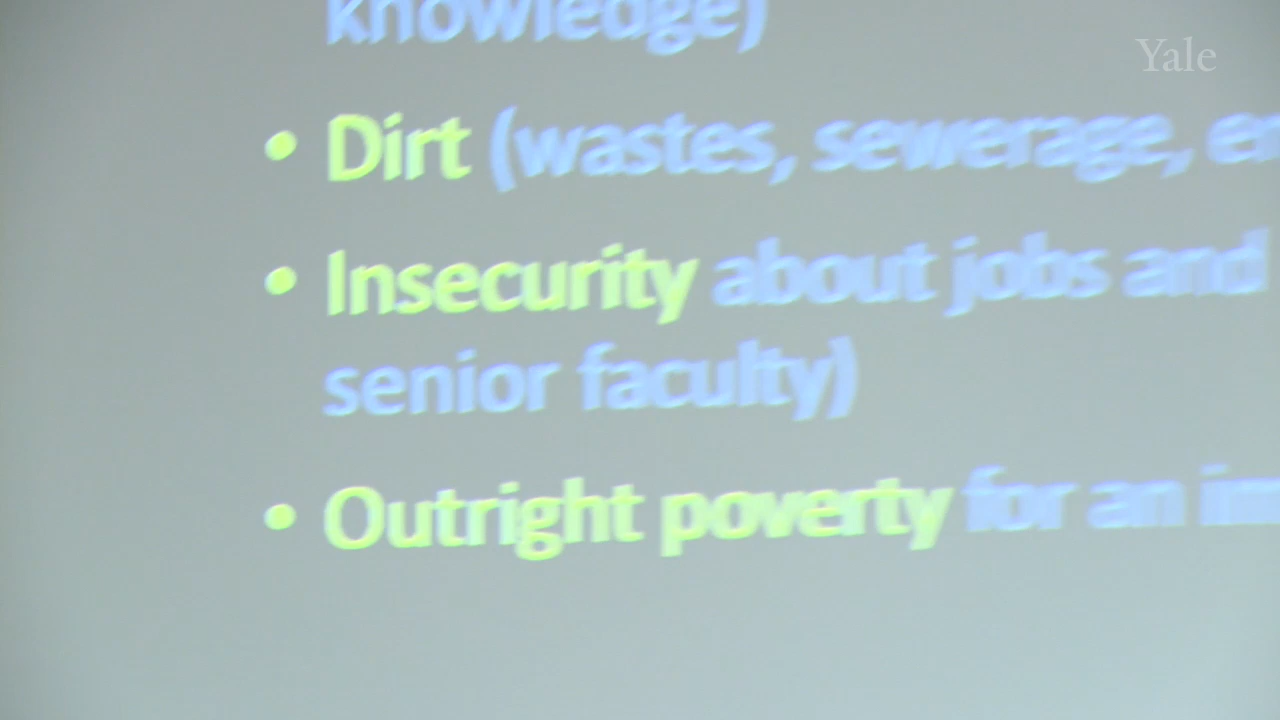 knowledge)
Yale
• Dirt (wastes, sewerage,
• Insecurity about jobs and
senior faculty)
• Outright poverty for an